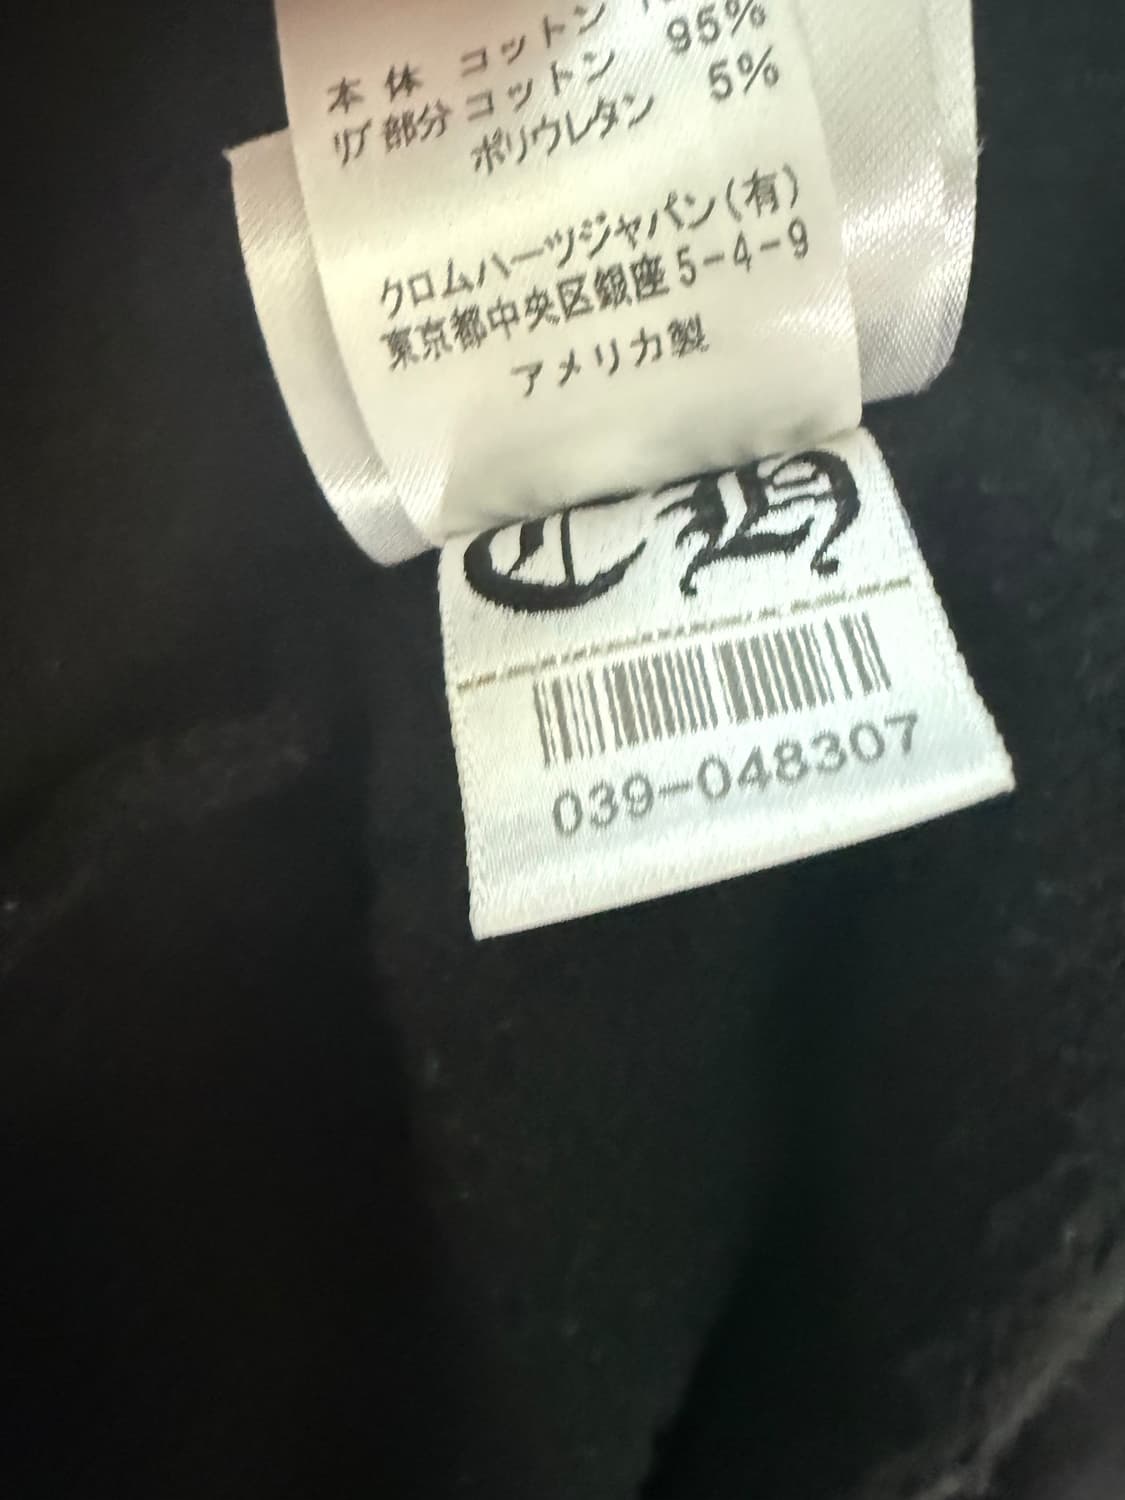 本体 コットン
リブ部分 コットン 95%
ポリウレタン 5%
クロムハーツジャパン(有)
東京都中央区銀座5-4-9
アメリカ製
CH
039-048307